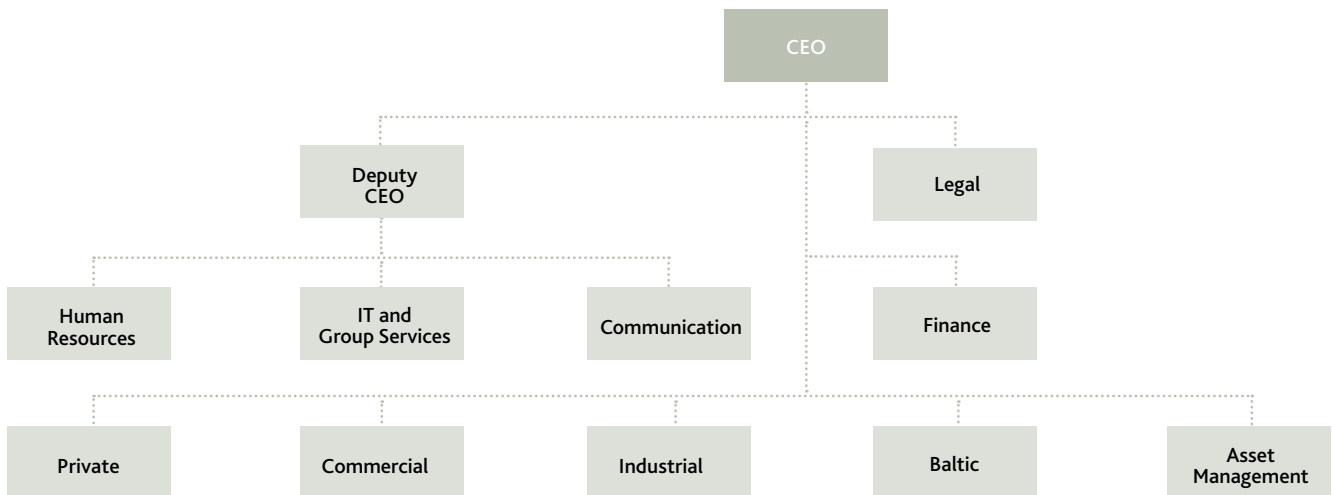 CEO
Deputy
CEO
Legal
Human
Resources
IT and
Group Services
Communication
Finance
Private
Commercial
Industrial
Baltic
Asset
Management